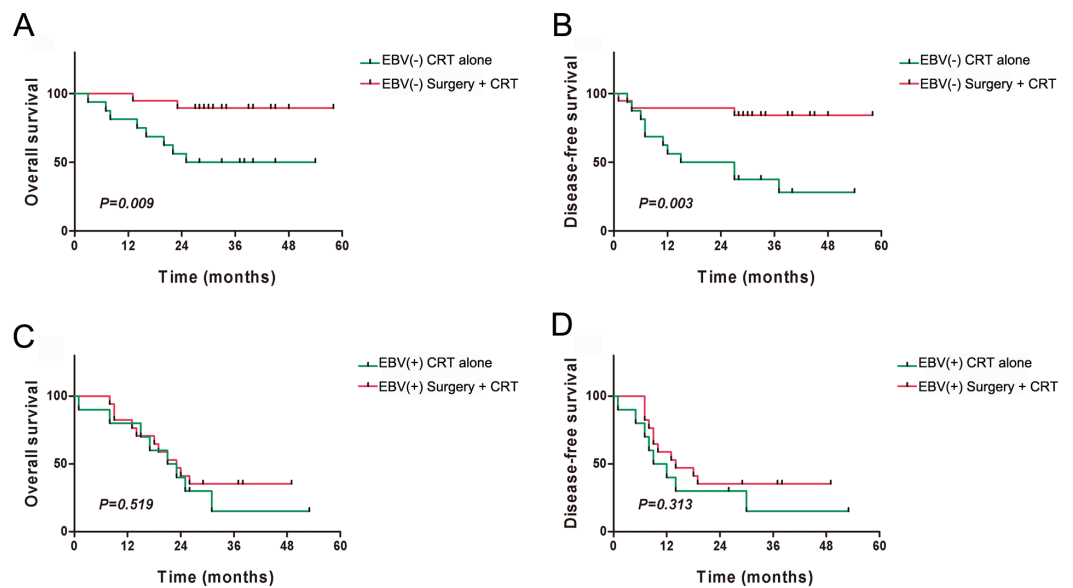 A
EBV(-) CRT alone
EBV(-) Surgery + CRT
Overall survival
100
50
0
P=0.009
0 12 24 36 48 60
Time (months)
B
EBV(-) CRT alone
EBV(-) Surgery + CRT
Disease-free survival
100
50
0
P=0.003
0 12 24 36 48 60
Time (months)
C
EBV(+) CRT alone
EBV(+) Surgery + CRT
Overall survival
100
50
0
P=0.519
0 12 24 36 48 60
Time (months)
D
EBV(+) CRT alone
EBV(+) Surgery + CRT
Disease-free survival
100
50
0
P=0.313
0 12 24 36 48 60
Time (months)